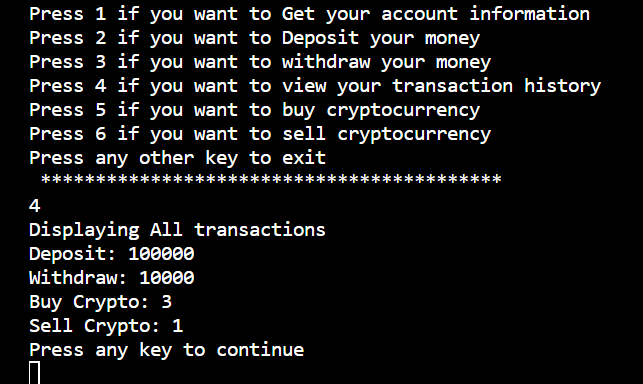 Press 1 if you want to Get your account information
Press 2 if you want to Deposit your money
Press 3 if you want to withdraw your money
Press 4 if you want to view your transaction history
Press 5 if you want to buy cryptocurrency
Press 6 if you want to sell cryptocurrency
Press any other key to exit
******************************************
4
Displaying All transactions
Deposit: 100000
Withdraw: 10000
Buy Crypto: 3
Sell Crypto: 1
Press any key to continue